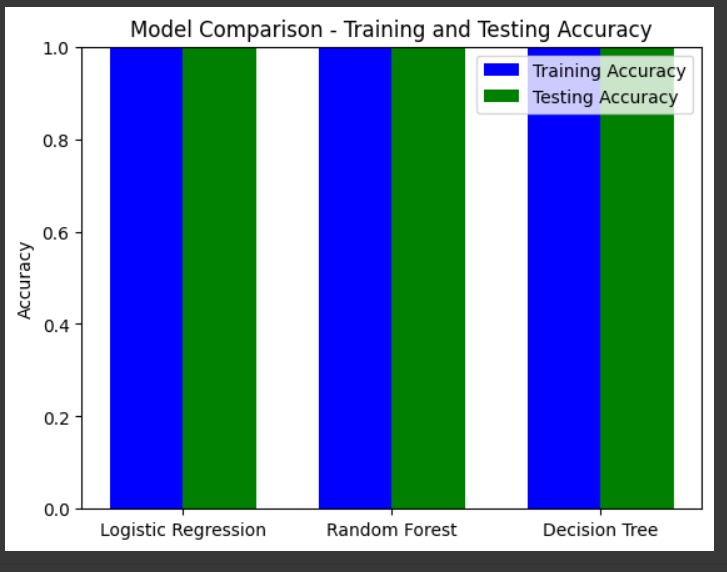 Model Comparison - Training and Testing Accuracy
1.0
Training Accuracy
Testing Accuracy
0.8
0.6
Accuracy
0.4
0.2
0.0
Logistic Regression Random Forest Decision Tree